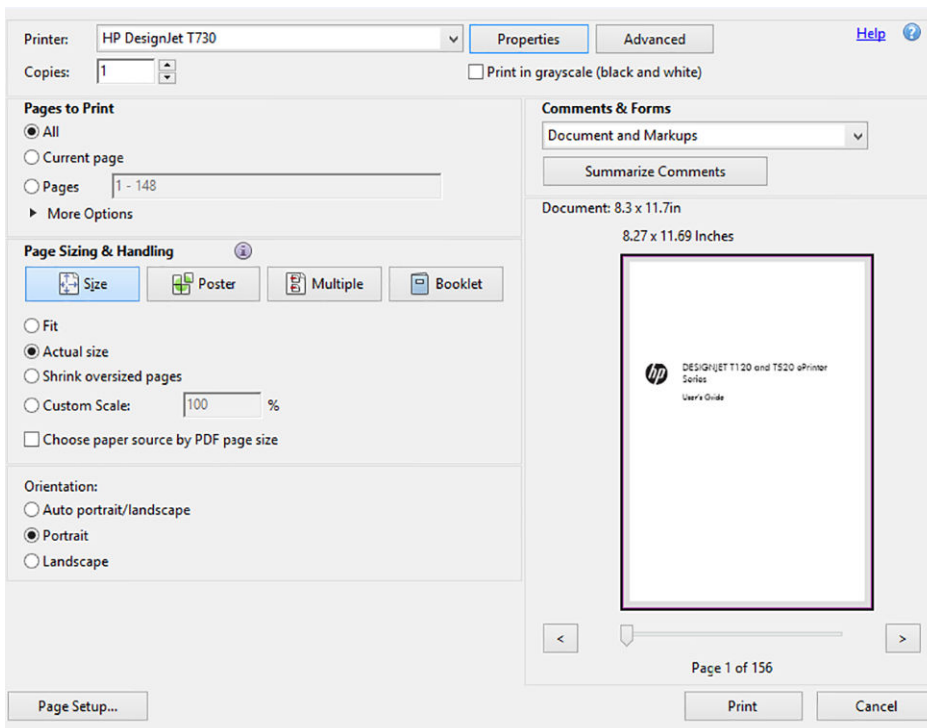 Printer: HP DesignJet T730 Properties Advanced Help ?
Copies: 1 Print in grayscale (black and white)
Pages to Print
All
Current page
Pages 1 - 148
More Options
Comments & Forms
Document and Markups
Summarize Comments
Page Sizing & Handling i
Size Poster Multiple Booklet
Fit
Actual size
Shrink oversized pages
Custom Scale: 100 %
Choose paper source by PDF page size
Orientation:
Auto portrait/landscape
Portrait
Landscape
Document: 8.3 x 11.7in
8.27 x 11.69 Inches
hp
DESIGNJET T120 and T520 ePrinter
Series
User's Guide
< >
Page 1 of 156
Page Setup... Print Cancel